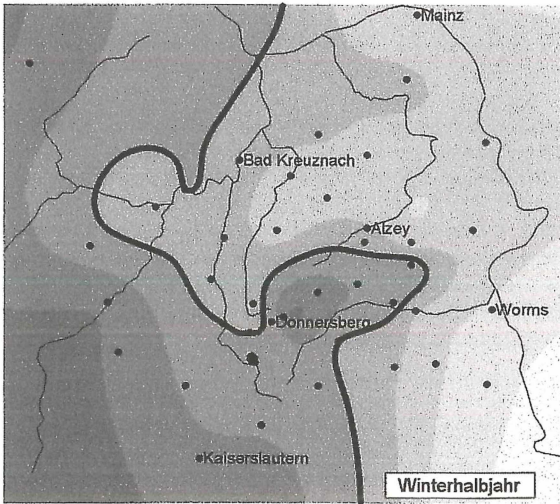 Mainz
Bad Kreuznach
Alzey
Worms
Donnersberg
Kaiserslautern
Winterhalbjahr